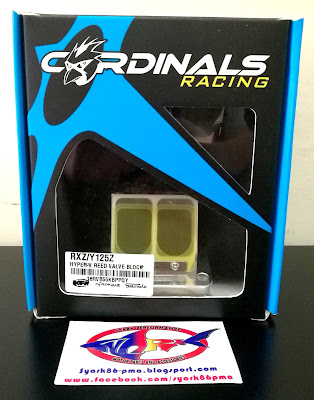 CARDINALS
RACING
RXZ/Y125Z
HYPER-V REED VALVE BLOCK
Syark86-pma.blogspot.com
www.facebook.com/syark86pma